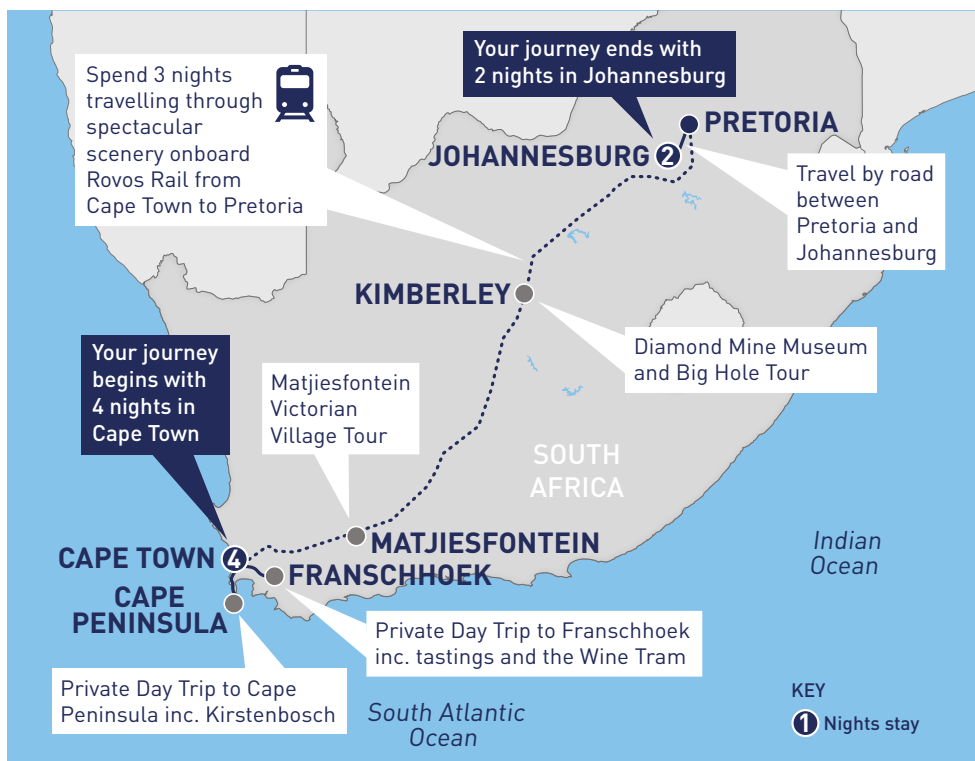 Spend 3 nights
travelling through
spectacular
scenery onboard
Rovos Rail from
Cape Town to Pretoria
Your journey ends with
2 nights in Johannesburg
PRETORIA
JOHANNESBURG 2
Travel by road
between
Pretoria and
Johannesburg
KIMBERLEY
Diamond Mine Museum
and Big Hole Tour
Your journey
begins with
4 nights in
Cape Town
Matjiesfontein
Victorian
Village Tour
SOUTH
AFRICA
MATJIESFONTEIN
CAPE TOWN 4
FRANSCHHOEK
CAPE
PENINSULA
Indian
Ocean
Private Day Trip to Franschhoek
inc. tastings and the Wine Tram
Private Day Trip to Cape
Peninsula inc. Kirstenbosch
South Atlantic
Ocean
KEY
1 Nights stay